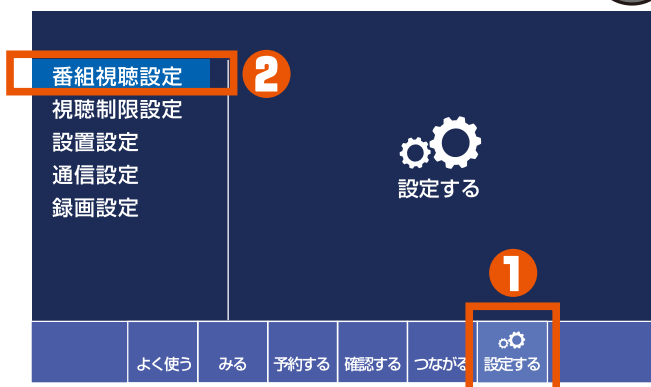 番組視聴設定
2
視聴制限設定
設置設定
通信設定
録画設定
設定する
1
よく使う
みる
予約する
確認する
つながる
設定する